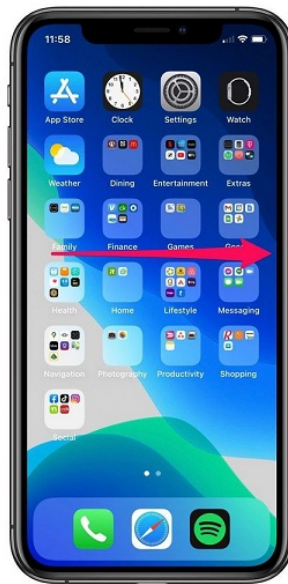 11:58
App Store Clock Settings Watch
Weather Dining Entertainment Extras
Family Finance Games
Health Home Lifestyle Messaging
Navigation Photography Productivity Shopping
Social